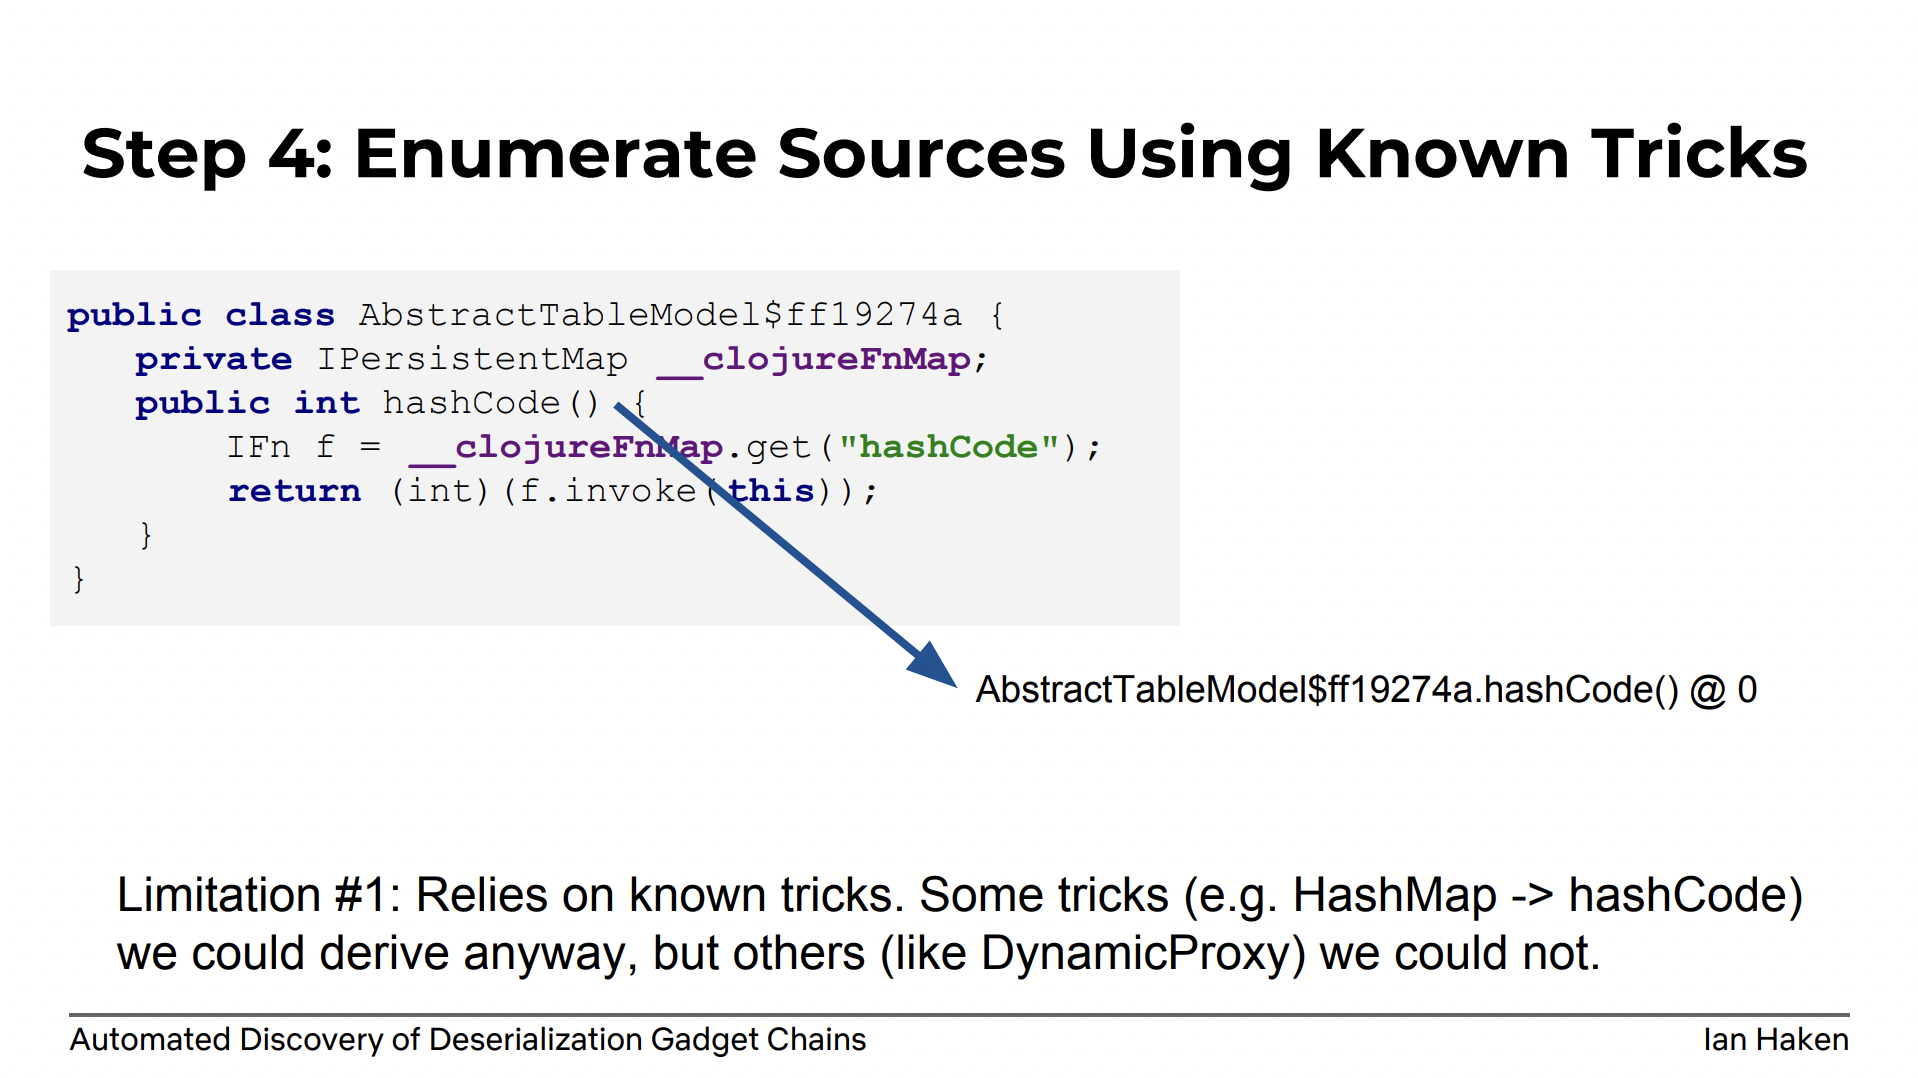 Step 4: Enumerate Sources Using Known Tricks
public class AbstractTableModel$ff19274a {
    private IPersistentMap __clojureFnMap;
    public int hashCode() {
        IFn f = __clojureFnMap.get("hashCode");
        return (int)(f.invoke(this));
    }
}
AbstractTableModel$ff19274a.hashCode() @ 0
Limitation #1: Relies on known tricks. Some tricks (e.g. HashMap -> hashCode)
we could derive anyway, but others (like DynamicProxy) we could not.
Automated Discovery of Deserialization Gadget Chains
Ian Haken